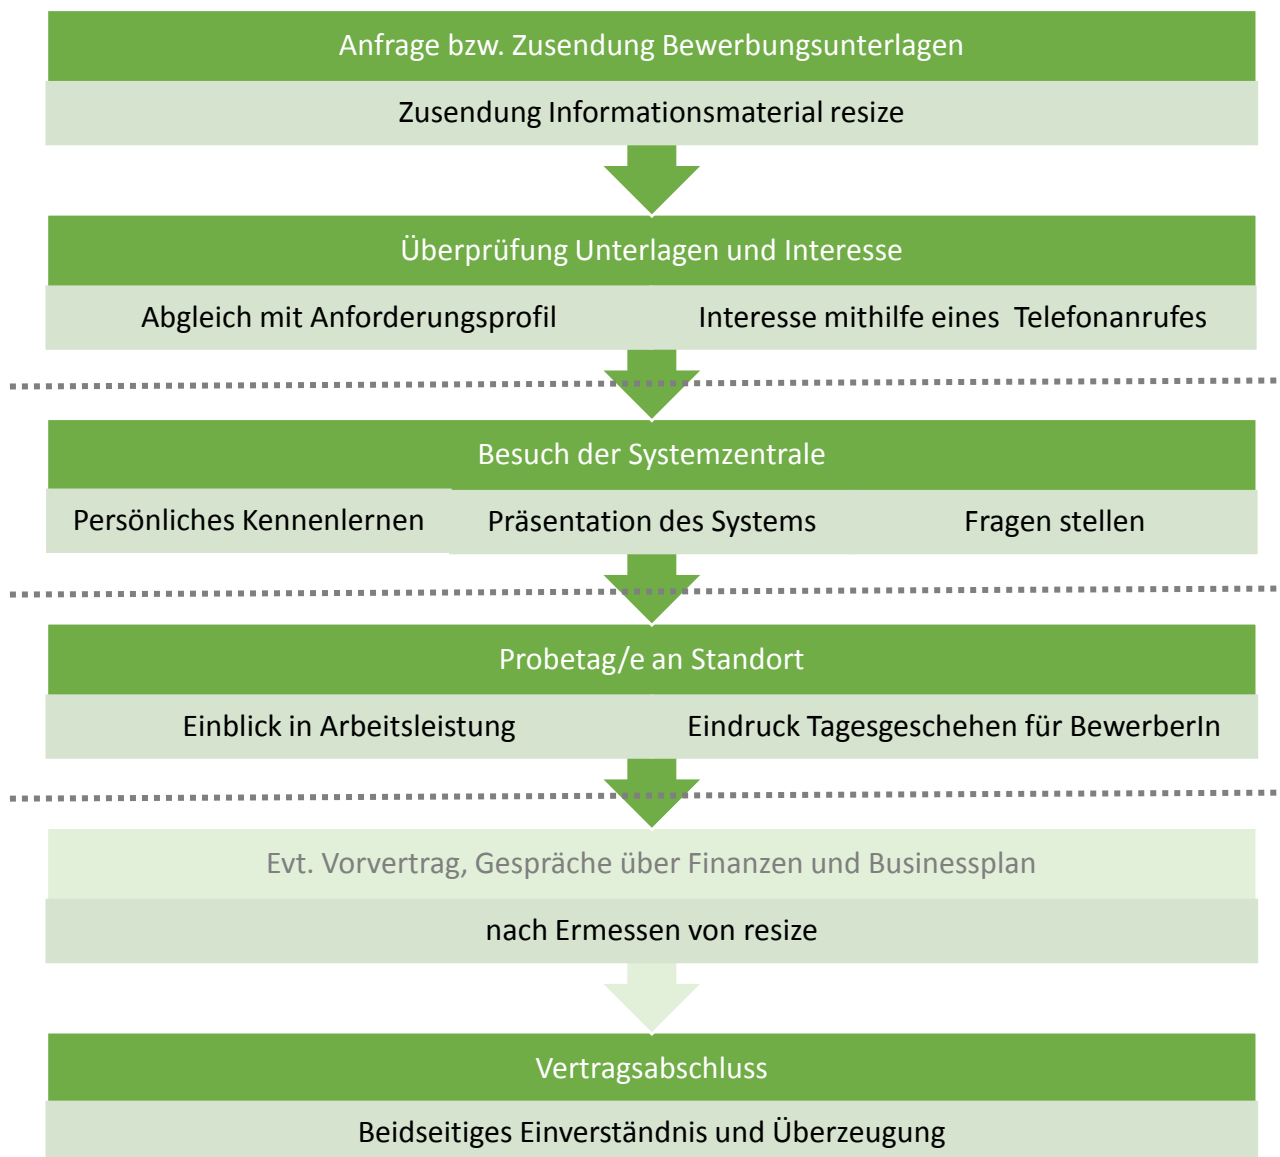 Anfrage bzw. Zusendung Bewerbungsunterlagen
Zusendung Informationsmaterial resize
Überprüfung Unterlagen und Interesse
Abgleich mit Anforderungsprofil
Interesse mithilfe eines Telefonanrufes
Besuch der Systemzentrale
Persönliches Kennenlernen
Präsentation des Systems
Fragen stellen
Probetag/e an Standort
Einblick in Arbeitsleistung
Eindruck Tagesgeschehen für BewerberIn
Evt. Vorvertrag, Gespräche über Finanzen und Businessplan
nach Ermessen von resize
Vertragsabschluss
Beidseitiges Einverständnis und Überzeugung